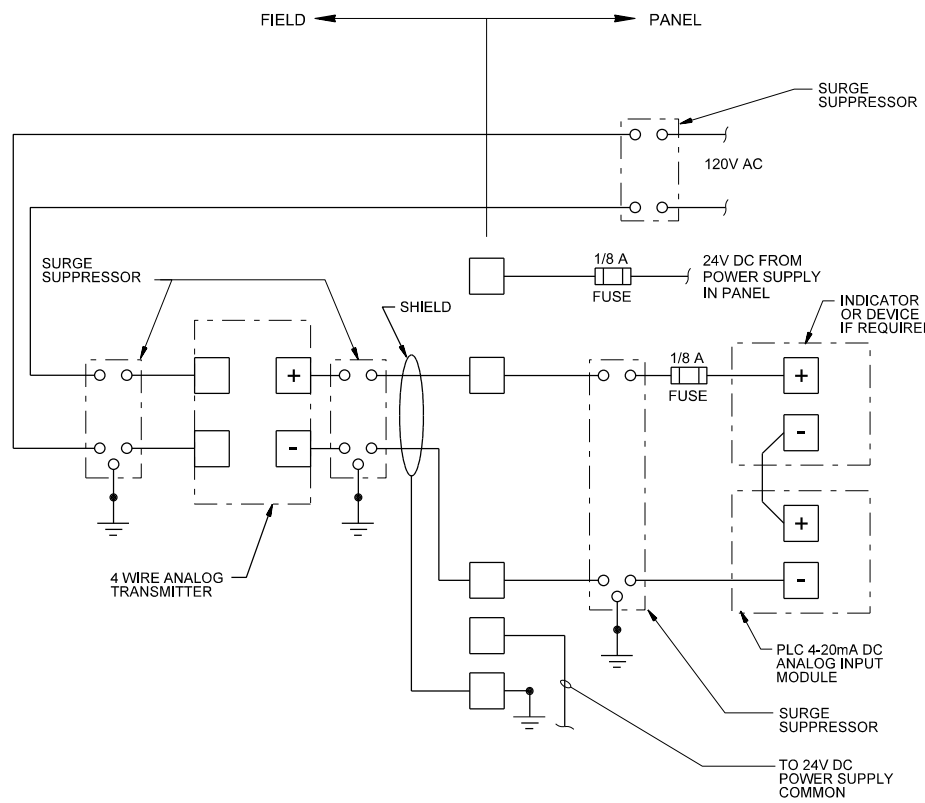 FIELD
PANEL
SURGE
SUPPRESSOR
120V AC
SURGE
SUPPRESSOR
1/8 A
FUSE
24V DC FROM
POWER SUPPLY
IN PANEL
SHIELD
INDICATOR
OR DEVICE
IF REQUIRE
1/8 A
FUSE
+
+
-
-
+
-
4 WIRE ANALOG
TRANSMITTER
PLC 4-20mA DC
ANALOG INPUT
MODULE
SURGE
SUPPRESSOR
TO 24V DC
POWER SUPPLY
COMMON